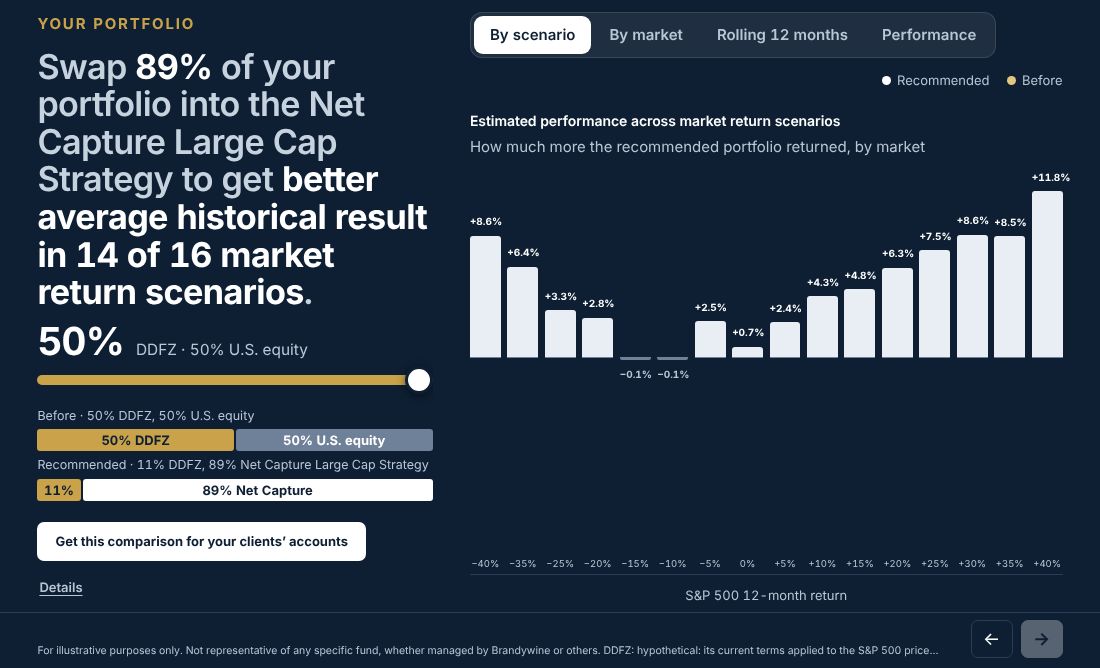 YOUR PORTFOLIO
Swap 89% of your
portfolio into the Net
Capture Large Cap
Strategy to get better
average historical result
in 14 of 16 market
return scenarios.
50% DDFZ · 50% U.S. equity
Before · 50% DDFZ, 50% U.S. equity
50% DDFZ 50% U.S. equity
Recommended · 11% DDFZ, 89% Net Capture Large Cap Strategy
11% 89% Net Capture
Get this comparison for your clients’ accounts
Details
By scenario By market Rolling 12 months Performance
Recommended Before
Estimated performance across market return scenarios
How much more the recommended portfolio returned, by market
+8.6% +6.4% +3.3% +2.8% −0.1% −0.1% +2.5% +0.7% +2.4% +4.3% +4.8% +6.3% +7.5% +8.6% +8.5% +11.8%
−40% −35% −25% −20% −15% −10% −5% 0% +5% +10% +15% +20% +25% +30% +35% +40%
S&P 500 12-month return
For illustrative purposes only. Not representative of any specific fund, whether managed by Brandywine or others. DDFZ: hypothetical: its current terms applied to the S&P 500 price…